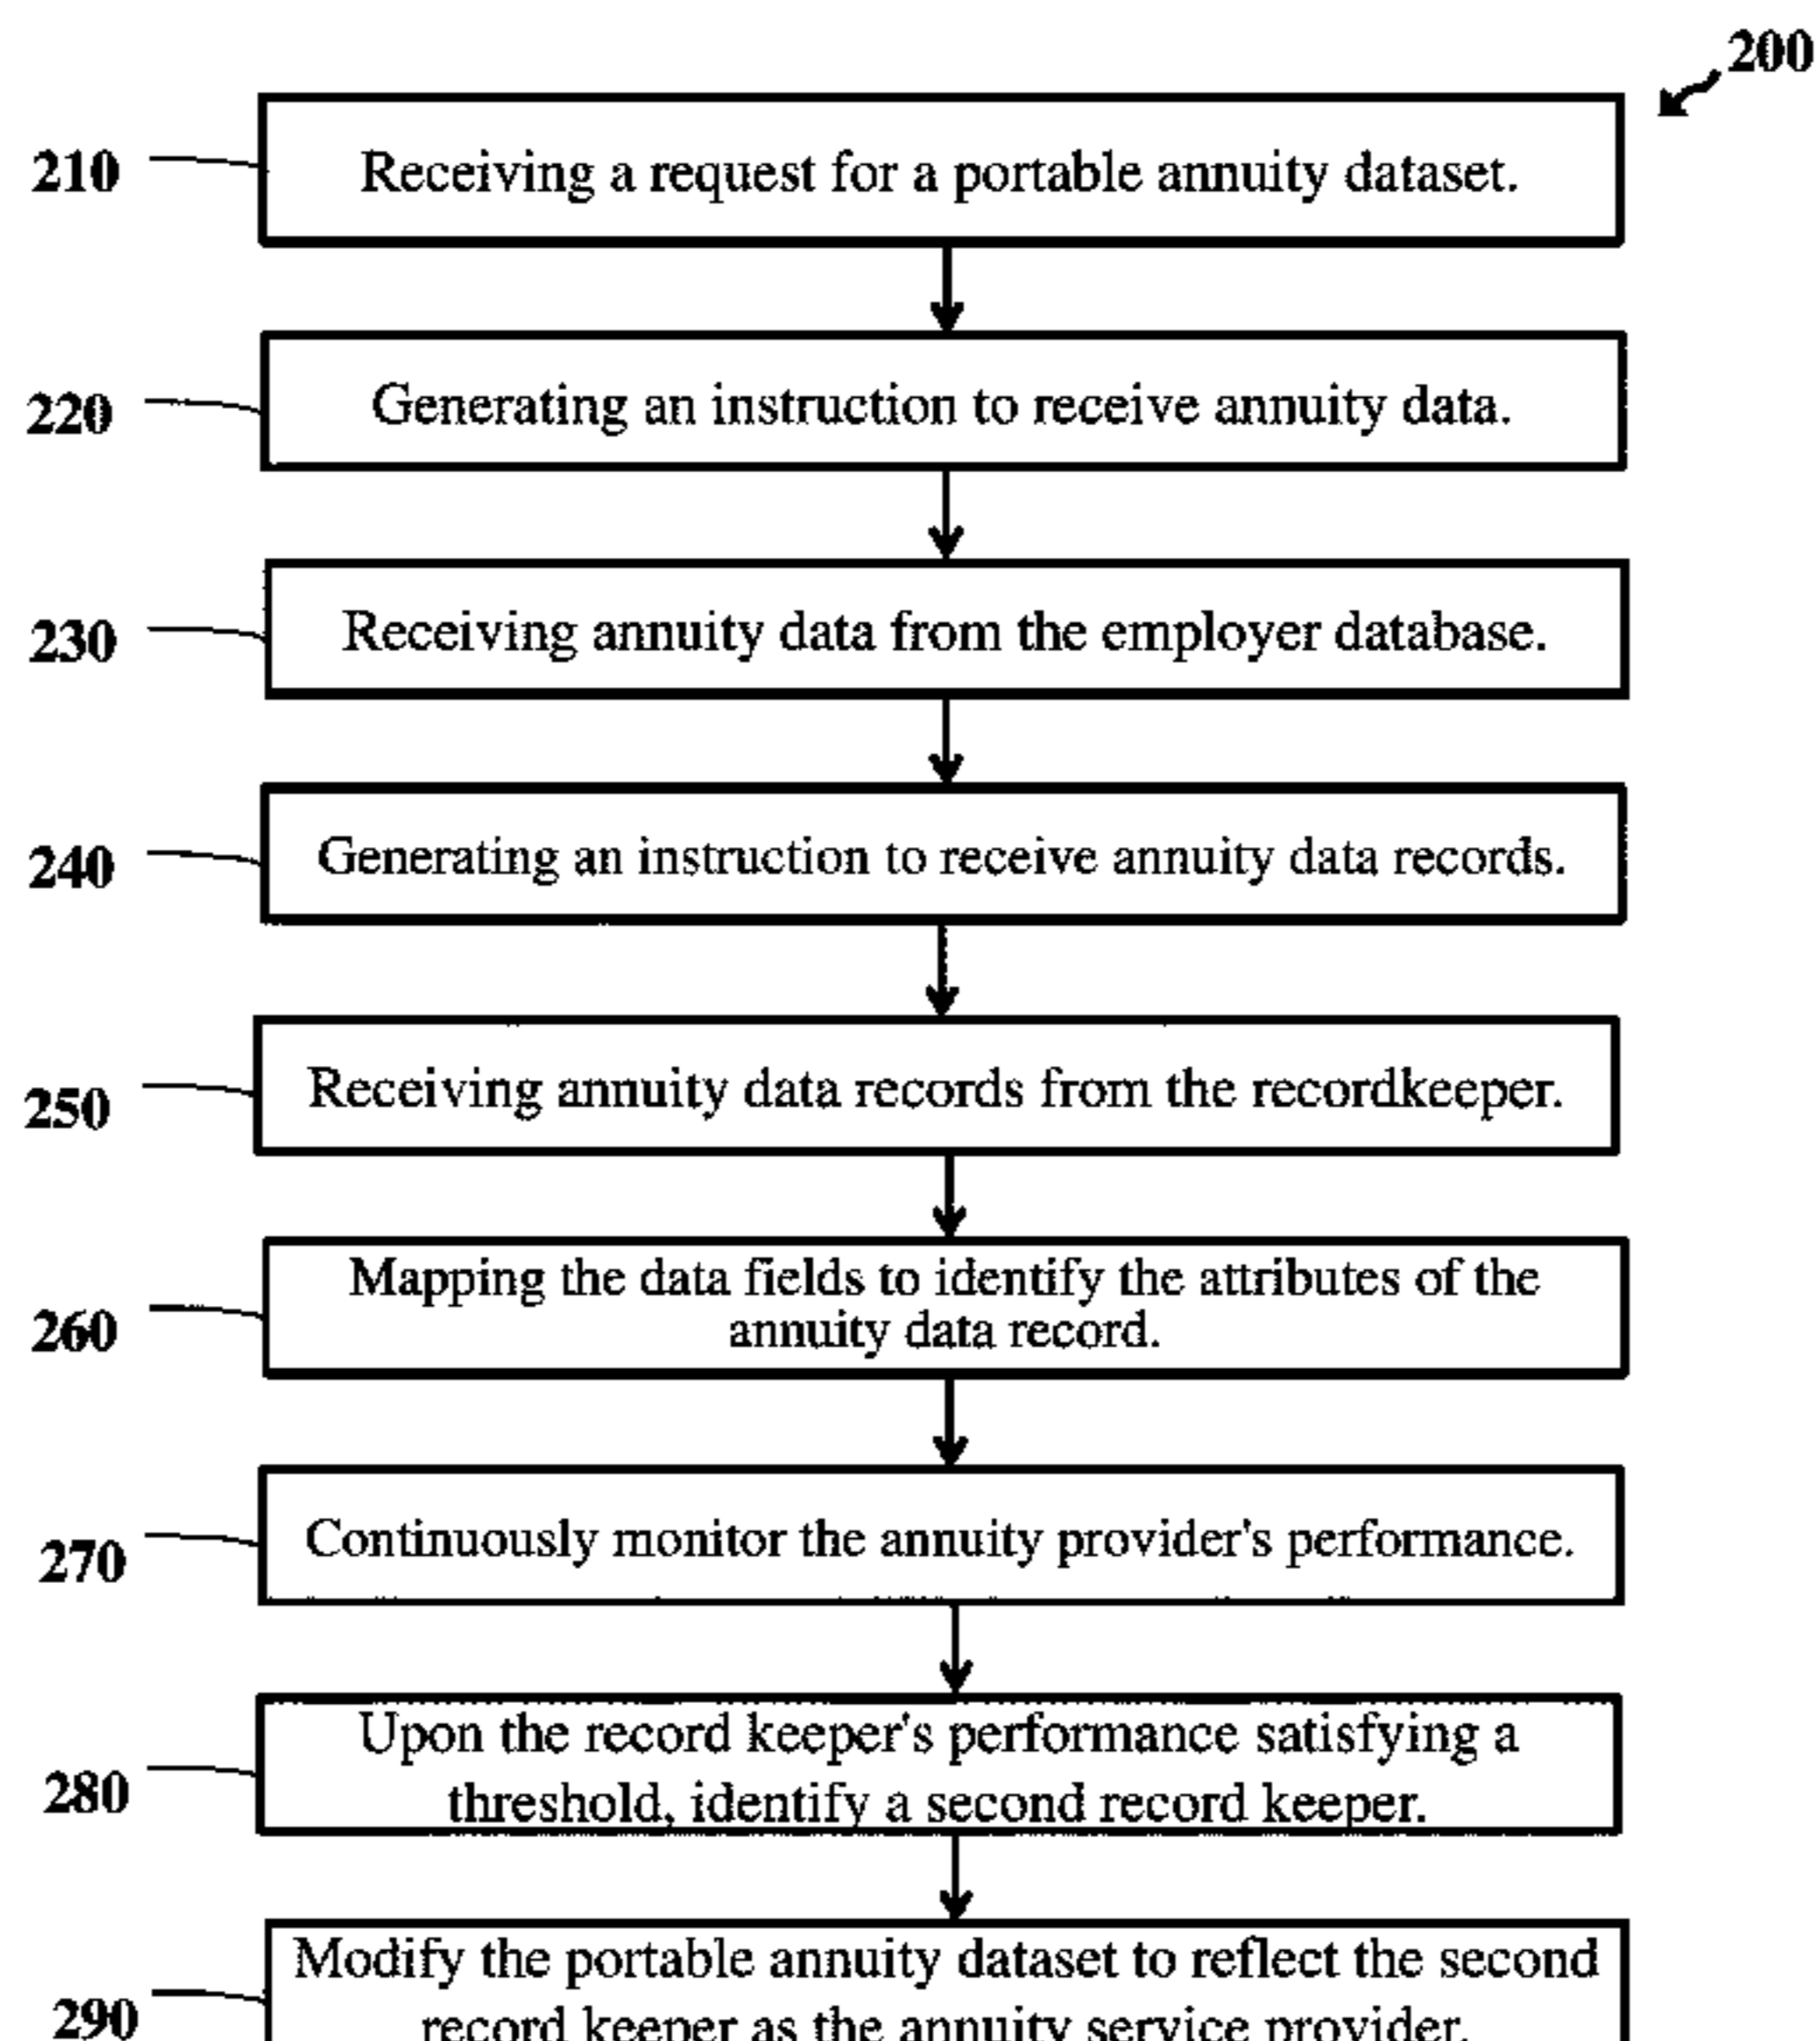 200
210
Receiving a request for a portable annuity dataset.
220
Generating an instruction to receive annuity data.
230
Receiving annuity data from the employer database.
240
Generating an instruction to receive annuity data records.
250
Receiving annuity data records from the recordkeeper.
260
Mapping the data fields to identify the attributes of the
annuity data record.
270
Continuously monitor the annuity provider's performance.
280
Upon the record keeper's performance satisfying a
threshold, identify a second record keeper.
290
Modify the portable annuity dataset to reflect the second
record keeper as the annuity service provider.